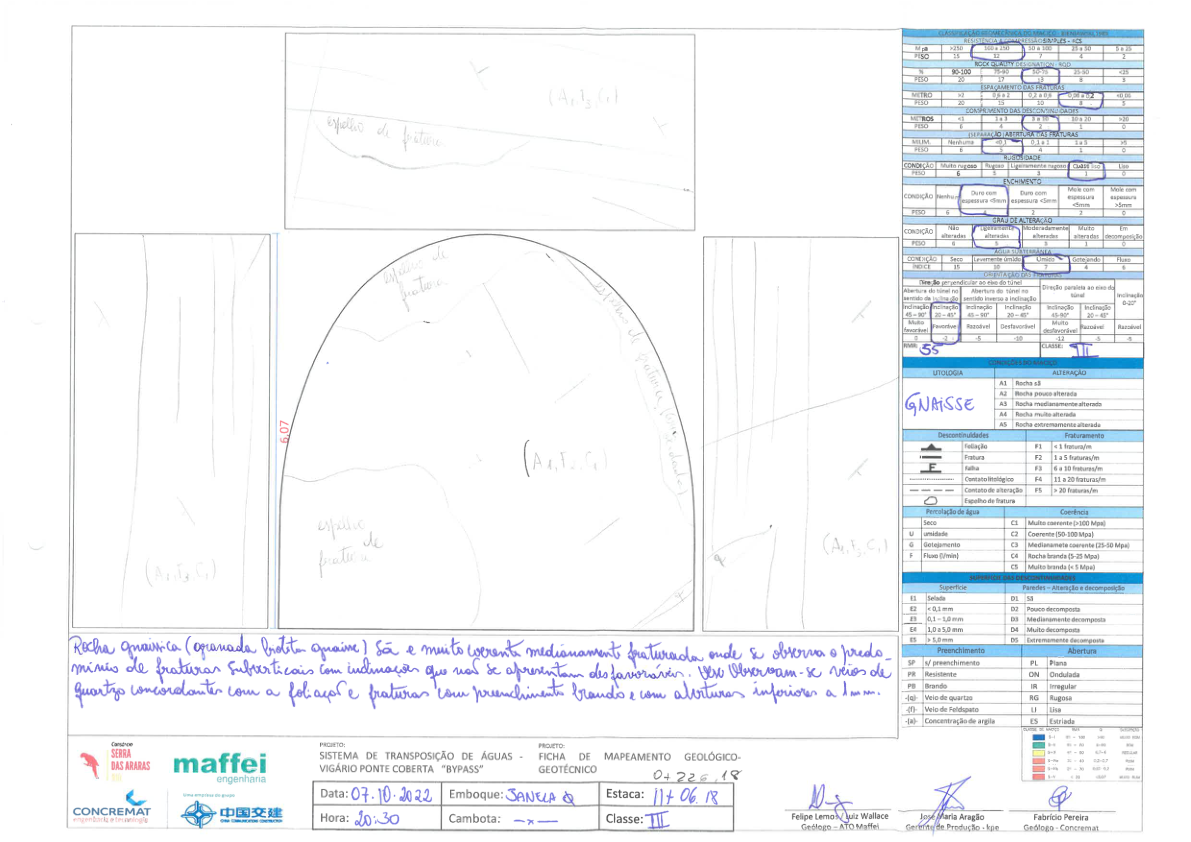 (A1, F3, C1)
espelho de fratura
espelho de
fratura
espelho de fratura
6,07
(A1, F3, C1)
espelho
de
fratura
(A1, F3, C1)
(A1, F3, C1)
Rocha gnaissica (granada biotita gnaisse) sã e muito coerente medianamente fraturada onde se observa o predo-
minio de fraturas subverticais com inclinações que não se apresentam desfavoráveis.
quartzo concordantes com a foliação e fraturas com preenchimento brando e com aberturas inferiores a 1mm.
CLASSIFICAÇÃO GEOMECÂNICA DO MACIÇO - BIENIAWSKI, 1989
RESISTÊNCIA À COMPRESSÃO SIMPLES - RCS
Mpa >250 100 a 250 50 a 100 25 a 50 5 a 25
PESO 15 12 7 4 2
ROCK QUALITY DESIGNATION - RQD
% 90-100 75-90 50-75 25-50 <25
PESO 20 17 13 8 3
ESPAÇAMENTO DAS FRATURAS
METRO >2 0,6 a 2 0,2 a 0,6 0,06 a 0,2 <0,06
PESO 20 15 10 8 5
COMPRIMENTO DAS DESCONTINUIDADES
METROS <1 1 a 3 3 a 10 10 a 20 >20
PESO 6 4 2 1 0
SEPARAÇÃO (ABERTURA) DAS FRATURAS
MILIM. Nenhuma <0,1 0,1 a 1 1 a 5 >5
PESO 6 5 4 1 0
RUGOSIDADE
CONDIÇÃO Muito rugoso Rugoso Ligeiramente rugoso Quase liso Liso
PESO 6 5 3 1 0
ENCHIMENTO
CONDIÇÃO Nenhum Duro com espessura <5mm Duro com espessura <5mm Mole com espessura <5mm Mole com espessura >5mm
PESO 6 4 2 2 0
GRAU DE ALTERAÇÃO
CONDIÇÃO Não alteradas Ligeiramente alteradas Moderadamente alteradas Muito alteradas Em decomposição
PESO 6 5 3 1 0
ÁGUA SUBTERRÂNEA
CONDIÇÃO Seco Levemente úmido Úmido Gotejando Fluxo
ÍNDICE 15 10 7 4 6
ORIENTAÇÃO DAS FRATURAS
Direção perpendicular ao eixo do túnel
Direção paralela ao eixo do túnel
Inclinação 0-20°
Abertura do túnel no sentido da inclinação
Abertura do túnel no sentido inverso a inclinação
Inclinação 45 – 90° Inclinação 20 – 45° Inclinação 45 – 90° Inclinação 20 – 45° Inclinação 45-90° Inclinação 20 – 45°
Muito favorável Favorável Razoável Desfavorável Muito desfavorável Razoável Razoável
0 -2 -5 -10 -12 -5 -5
RMR: 55 CLASSE: III
CONDIÇÕES DO MACIÇO
LITOLOGIA ALTERAÇÃO
GNAISSE
A1 Rocha sã
A2 Rocha pouco alterada
A3 Rocha medianamente alterado
A4 Rocha muito alterada
A5 Rocha extremamente alterada
Descontinuidades Fraturamento
Foliação F1 < 1 fratura/m
Fratura F2 1 a 5 fraturas/m
F Falha F3 6 a 10 fraturas/m
Contato litológico F4 11 a 20 fraturas/m
Contato de alteração F5 > 20 fraturas/m
Espelho de fratura
Percolação de água Coerência
Seco C1 Muito coerente (>100 Mpa)
U umidade C2 Coerente (50-100 Mpa)
G Gotejamento C3 Medianamete coerente (25-50 Mpa)
F Fluxo (l/min) C4 Rocha branda (5-25 Mpa)
C5 Muito branda (< 5 Mpa)
SUPERFÍCIE DAS DESCONTINUIDADES
Superfície Paredes – Alteração e decomposição
E1 Selada D1 Sã
E2 < 0,1 mm D2 Pouco decomposta
E3 0,1 – 1,0 mm D3 Medianamente decomposta
E4 1,0 a 5,0 mm D4 Muito decomposta
E5 > 5,0 mm D5 Extremamente decomposta
Preenchimento Abertura
SP s/ preenchimento PL Plana
PR Resistente ON Ondulada
PB Brando IR Irregular
-(q)- Veio de quartzo RG Rugosa
-(f)- Veio de Feldspato LI Lisa
-(a)- Concentração de argila ES Estriada
Consórcio
SERRA
DAS ARARAS
maffei
engenharia
CONCREMAT
engenharia e tecnologia
Uma empresa do grupo
中国交建
CHINA COMMUNICATIONS CONSTRUCTION
PROJETO:
SISTERIA DE TRANSPOSIÇÃO DE ÁGUAS -
VIGÁRIO PONTE COBERTA "BYPASS"
PROJETO:
FICHA DE MAPEAMENTO GEOLÓGICO-
GEOTÉCNICO
0+226,18
Data: 07.10.2022 Emboque: JANELA Estaca: 11+06.18
Hora: 20:30 Cambota: Classe: III
Felipe Lemos/Luiz Wallace
Geólogo – ATO Maffei
José Maria Aragão
Gerente de Produção - kpe
Fabrício Pereira
Geólogo - Concremat